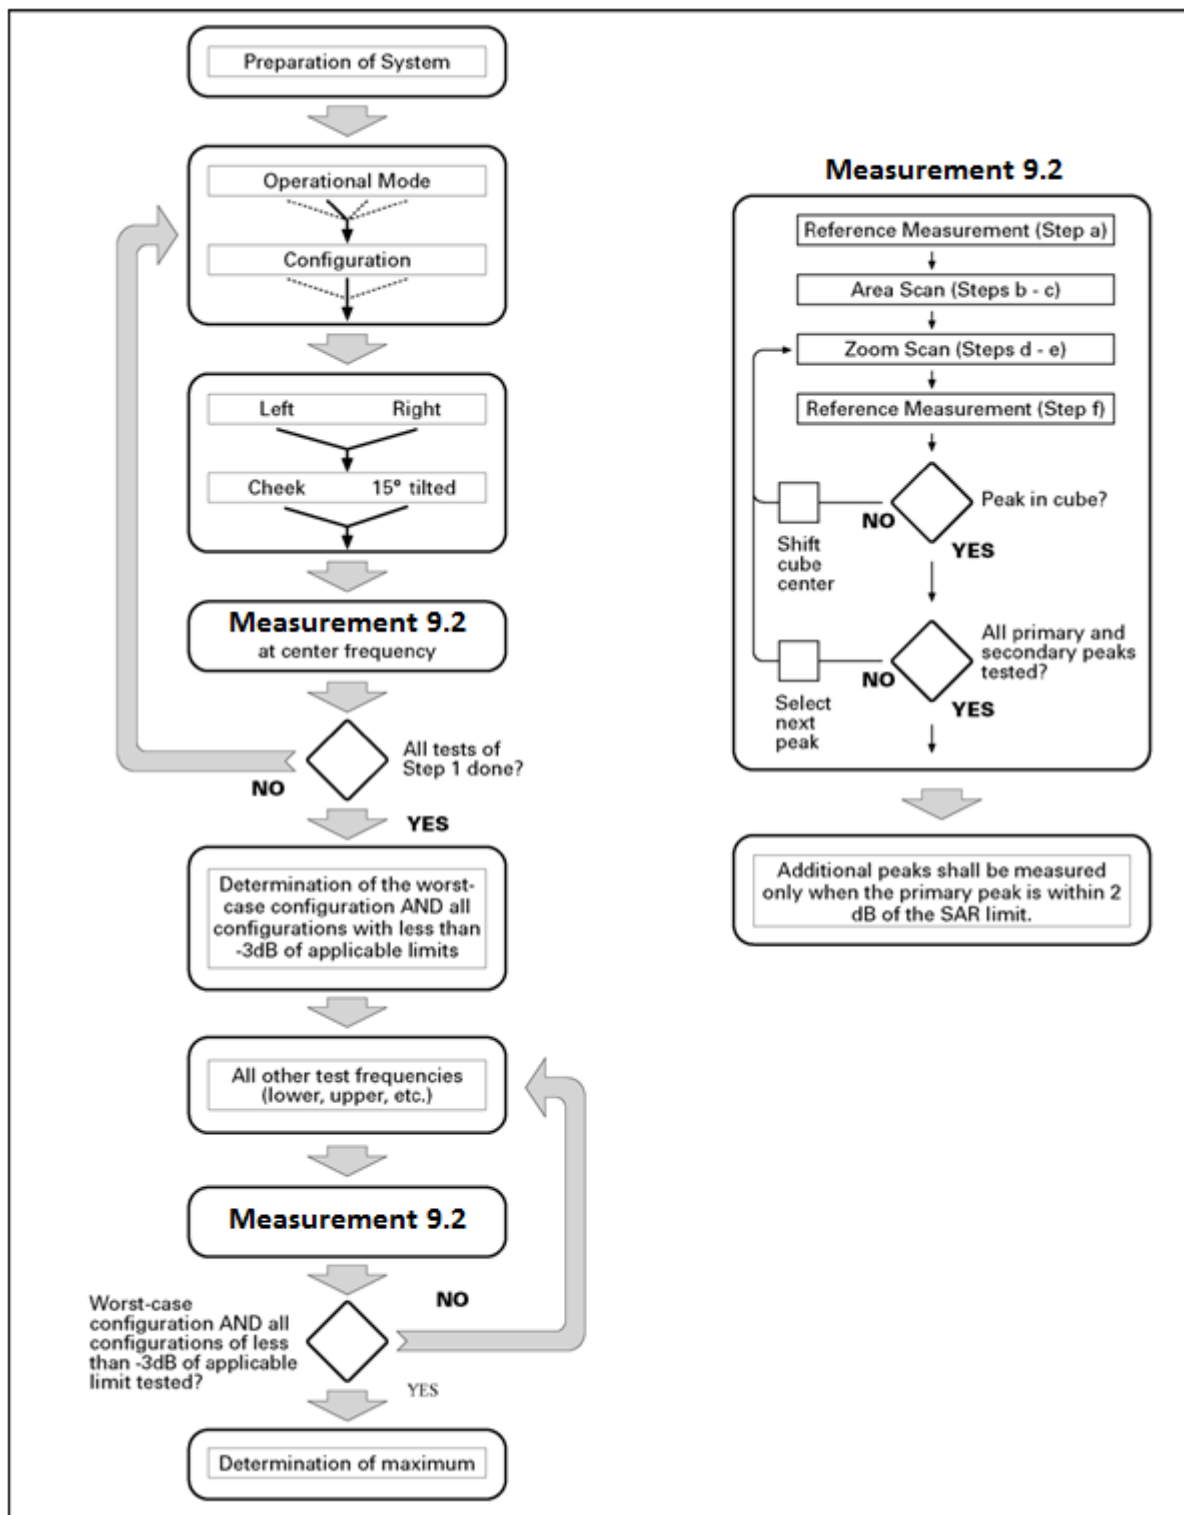 Preparation of System
Operational Mode
Configuration
Left Right
Cheek 15° tilted
Measurement 9.2
at center frequency
All tests of
Step 1 done?
NO
YES
Determination of the worst-
case configuration AND all
configurations with less than
-3dB of applicable limits
All other test frequencies
(lower, upper, etc.)
Measurement 9.2
NO
Worst-case
configuration AND all
configurations of less
than -3dB of applicable
limit tested?
YES
Determination of maximum
Measurement 9.2
Reference Measurement (Step a)
Area Scan (Steps b - c)
Zoom Scan (Steps d - e)
Reference Measurement (Step f)
Peak in cube?
NO
Shift
cube
center
YES
All primary and
secondary peaks
tested?
NO
Select
next
peak
YES
Additional peaks shall be measured
only when the primary peak is within 2
dB of the SAR limit.